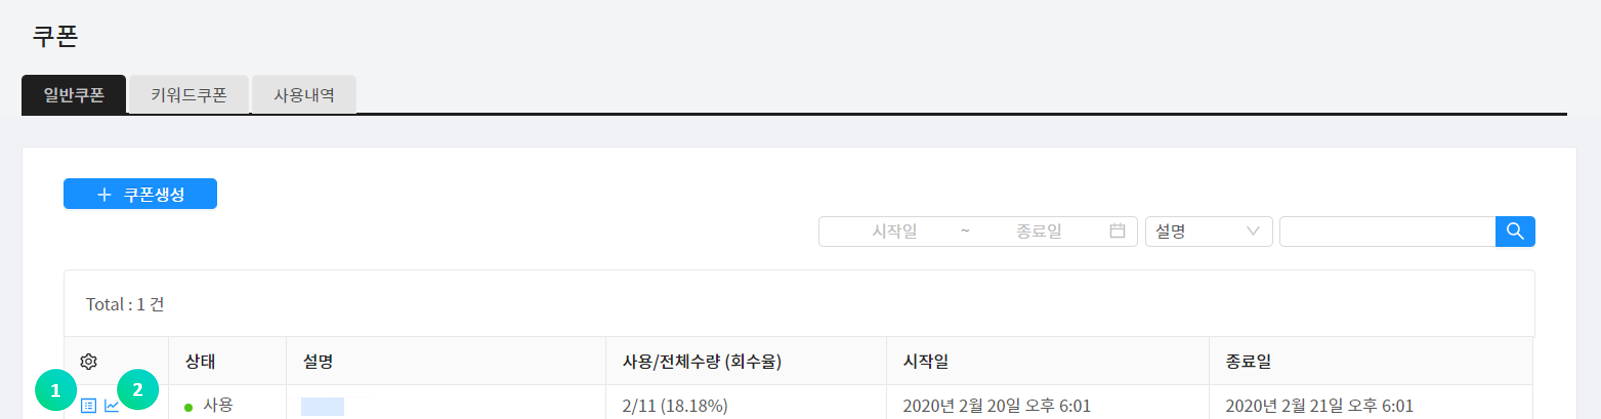 쿠폰
일반쿠폰 키워드쿠폰 사용내역
+ 쿠폰생성
시작일 ~ 종료일 설명
Total : 1 건
상태 설명 사용/전체수량 (회수율) 시작일 종료일
1 2 사용 2/11 (18.18%) 2020년 2월 20일 오후 6:01 2020년 2월 21일 오후 6:01